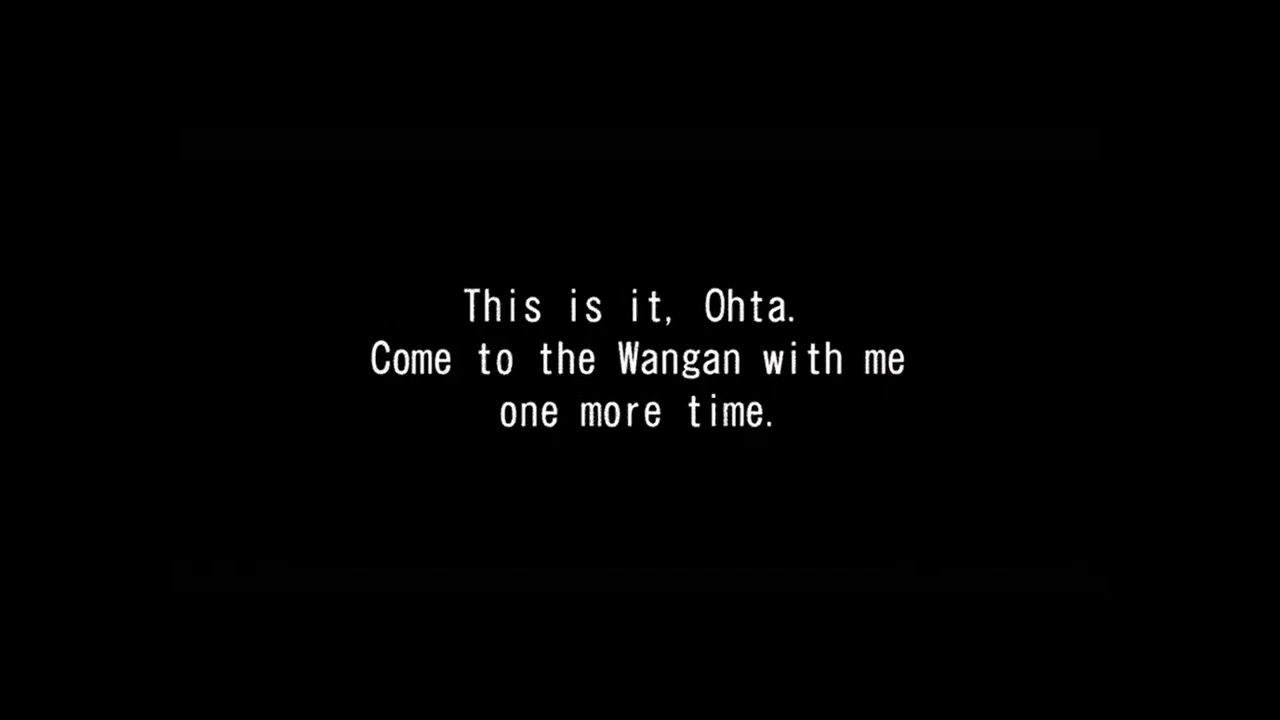 This is it, Ohta.
Come to the Wangan with me
one more time.